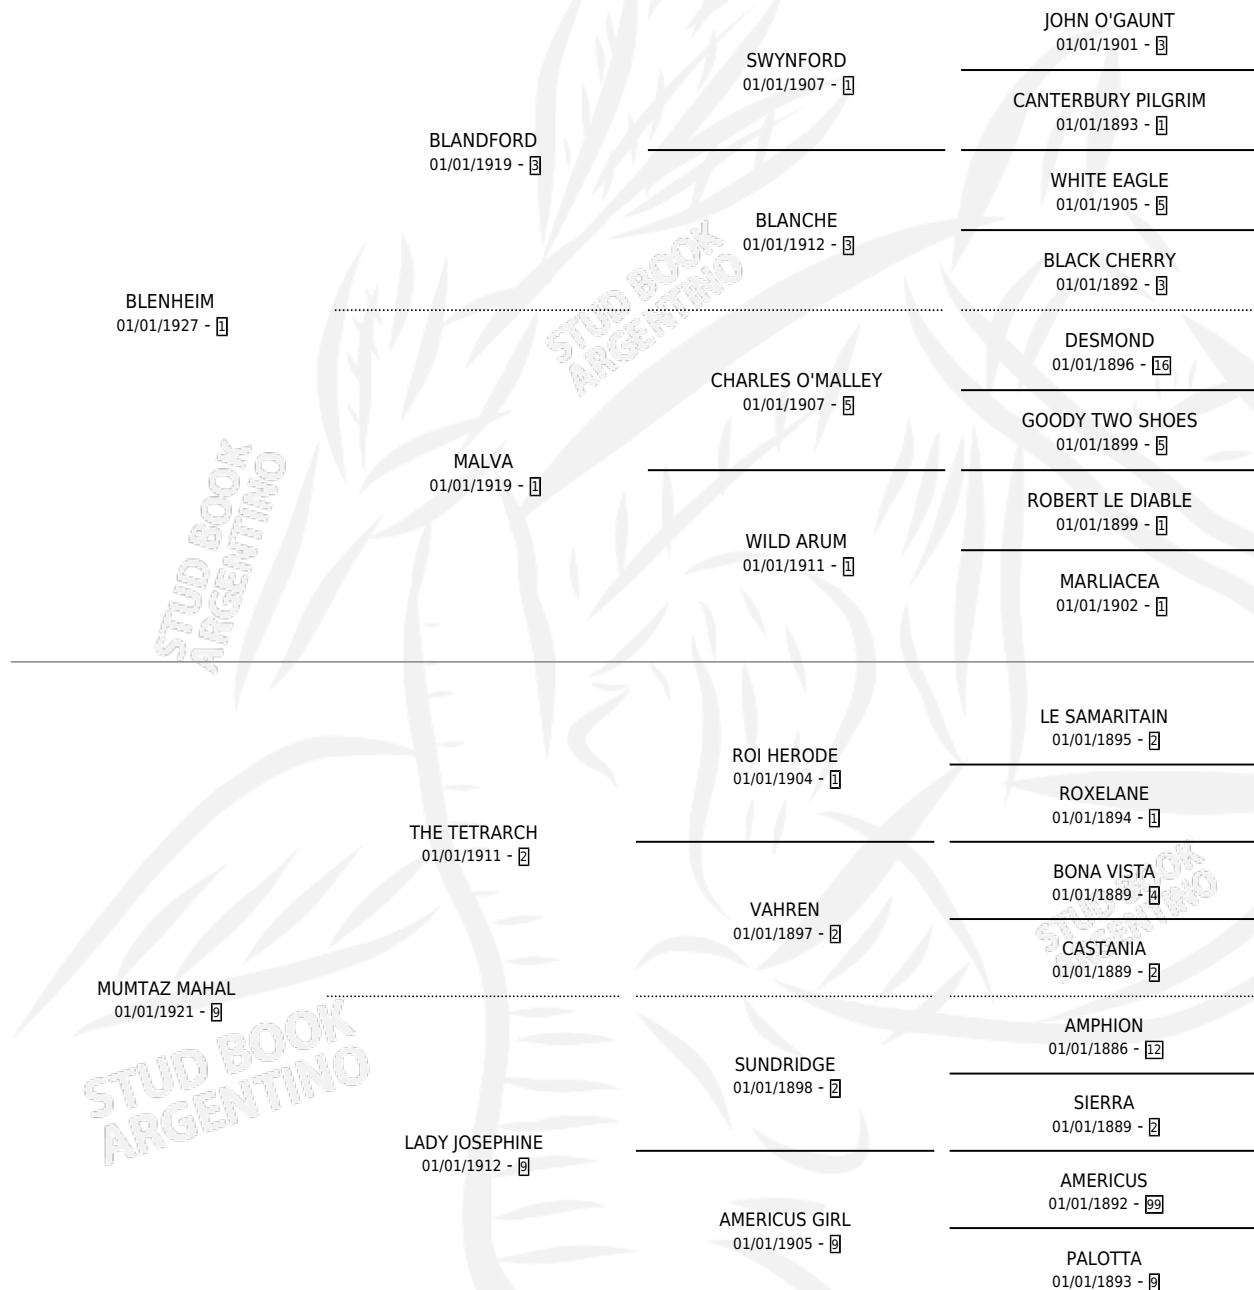 JOHN O'GAUNT
01/01/1901 - 3
SWYNFORD
01/01/1907 - 1
CANTERBURY PILGRIM
01/01/1893 - 1
BLANDFORD
01/01/1919 - 3
WHITE EAGLE
01/01/1905 - 5
BLANCHE
01/01/1912 - 3
BLACK CHERRY
01/01/1892 - 3
BLENHEIM
01/01/1927 - 1
STUD BOOK
ARGENTINO
DESMOND
01/01/1896 - 16
CHARLES O'MALLEY
01/01/1907 - 5
GOODY TWO SHOES
01/01/1899 - 5
MALVA
01/01/1919 - 1
ROBERT LE DIABLE
01/01/1899 - 1
WILD ARUM
01/01/1911 - 1
MARLIACEA
01/01/1902 - 1
STUD BOOK
ARGENTINO
LE SAMARITAIN
01/01/1895 - 2
ROI HERODE
01/01/1904 - 1
ROXELANE
01/01/1894 - 1
THE TETRARCH
01/01/1911 - 2
BONA VISTA
01/01/1889 - 4
VAHREN
01/01/1897 - 2
STUD BOOK
ARGENTINO
CASTANIA
01/01/1889 - 2
MUMTAZ MAHAL
01/01/1921 - 9
STUD BOOK
ARGENTINO
AMPHION
01/01/1886 - 12
SUNDRIDGE
01/01/1898 - 2
SIERRA
01/01/1889 - 2
LADY JOSEPHINE
01/01/1912 - 9
AMERICUS
01/01/1892 - 99
AMERICUS GIRL
01/01/1905 - 9
PALOTTA
01/01/1893 - 9